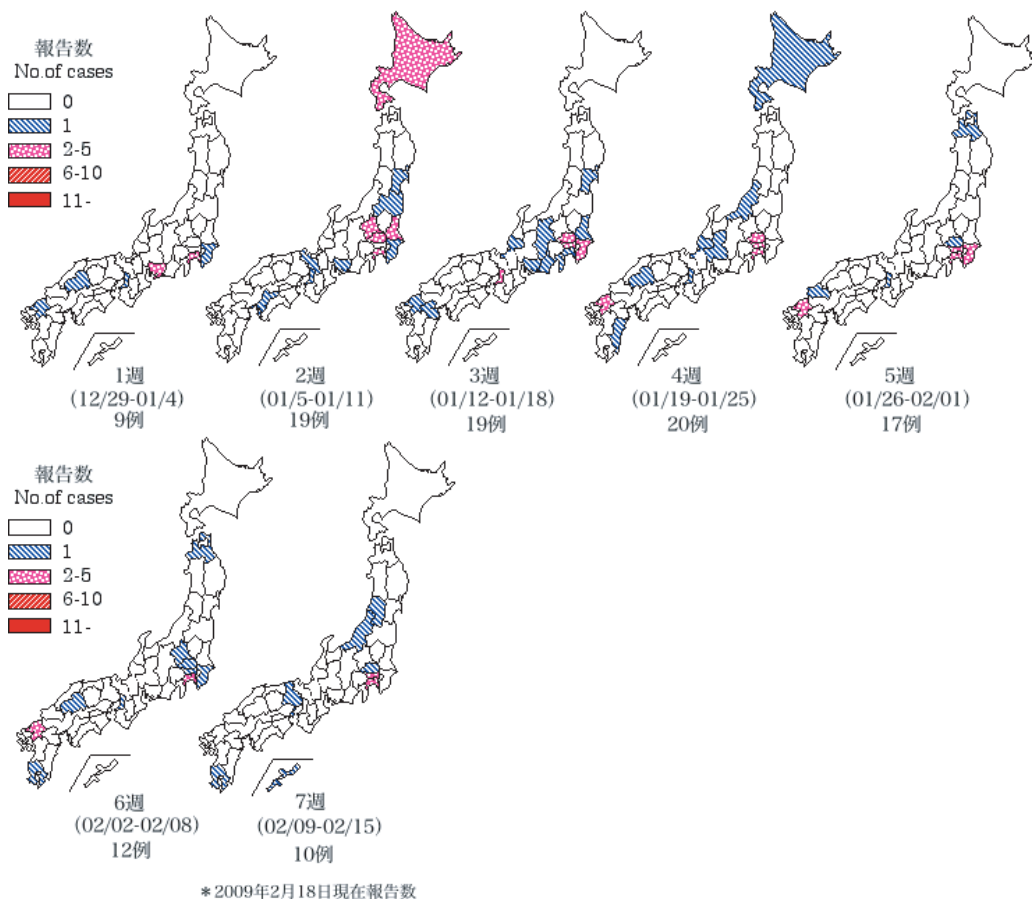 報告数
No.of cases
0
1
2-5
6-10
11-
1週
(12/29-01/4)
9例
2週
(01/5-01/11)
19例
3週
(01/12-01/18)
19例
4週
(01/19-01/25)
20例
5週
(01/26-02/01)
17例
報告数
No.of cases
0
1
2-5
6-10
11-
6週
(02/02-02/08)
12例
7週
(02/09-02/15)
10例
*2009年2月18日現在報告数